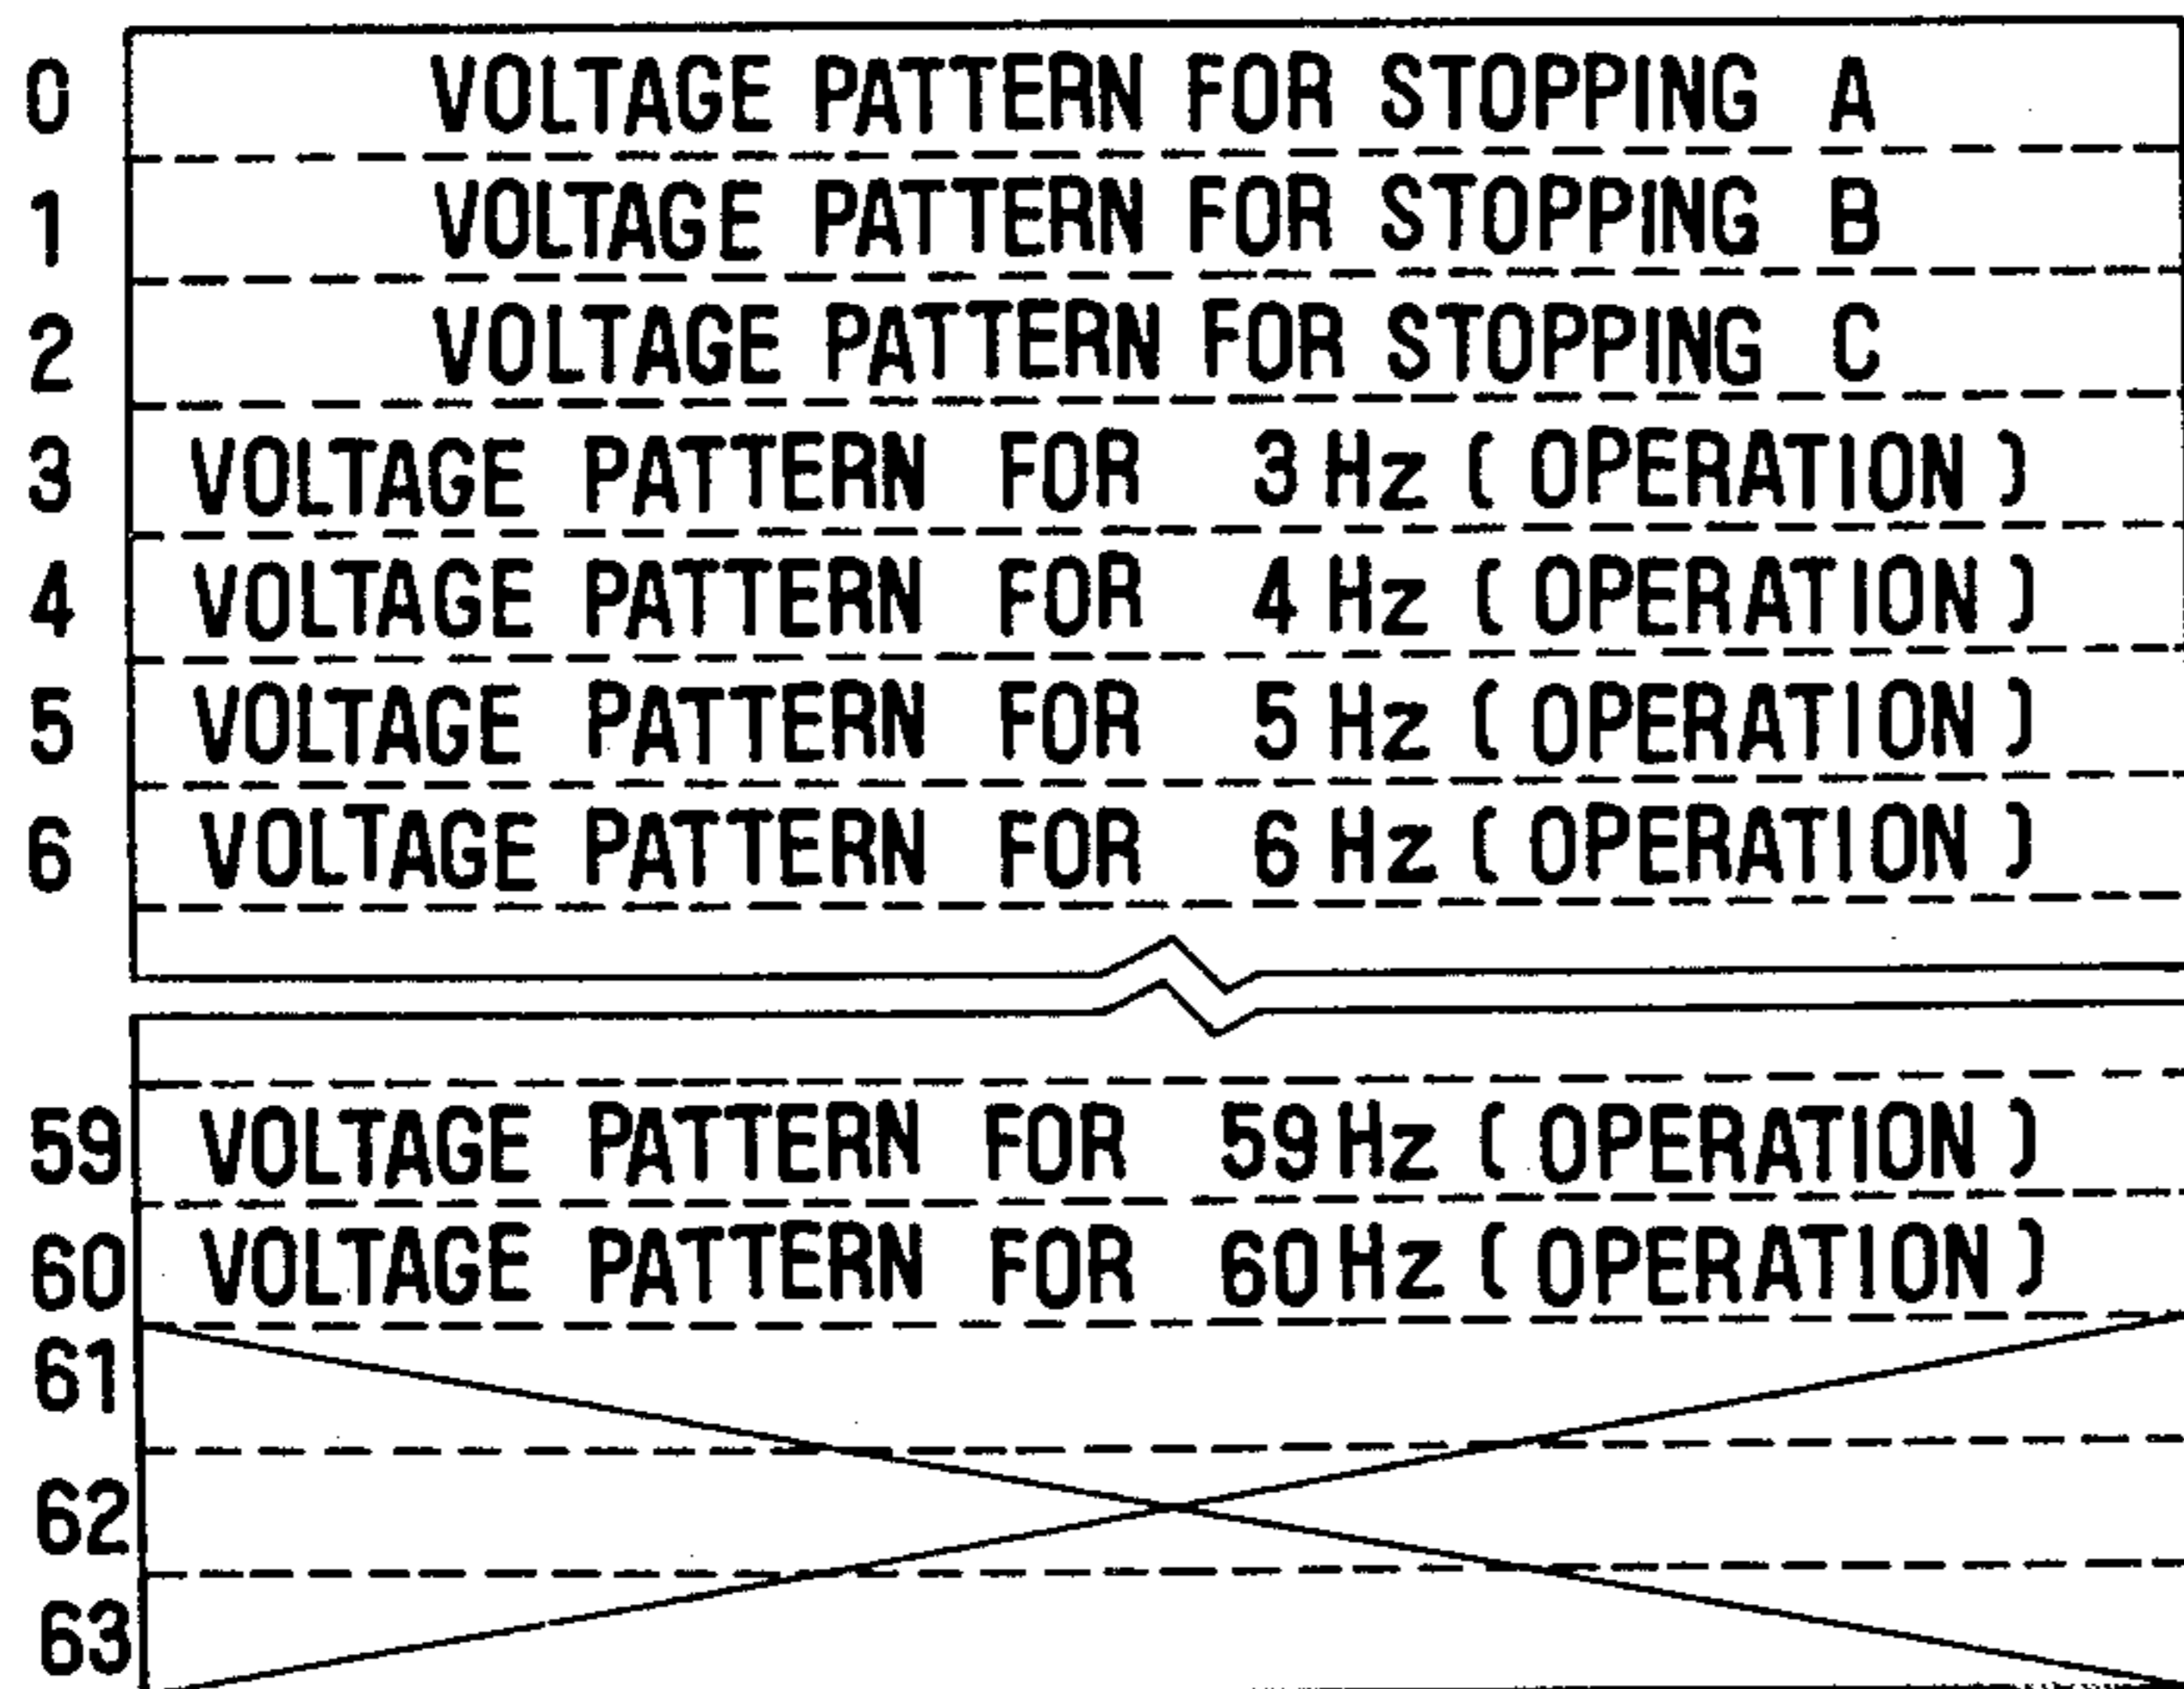 0 VOLTAGE PATTERN FOR STOPPING A
1 VOLTAGE PATTERN FOR STOPPING B
2 VOLTAGE PATTERN FOR STOPPING C
3 VOLTAGE PATTERN FOR 3 Hz ( OPERATION )
4 VOLTAGE PATTERN FOR 4 Hz ( OPERATION )
5 VOLTAGE PATTERN FOR 5 Hz ( OPERATION )
6 VOLTAGE PATTERN FOR 6 Hz ( OPERATION )
59 VOLTAGE PATTERN FOR 59 Hz ( OPERATION )
60 VOLTAGE PATTERN FOR 60 Hz ( OPERATION )
61
62
63